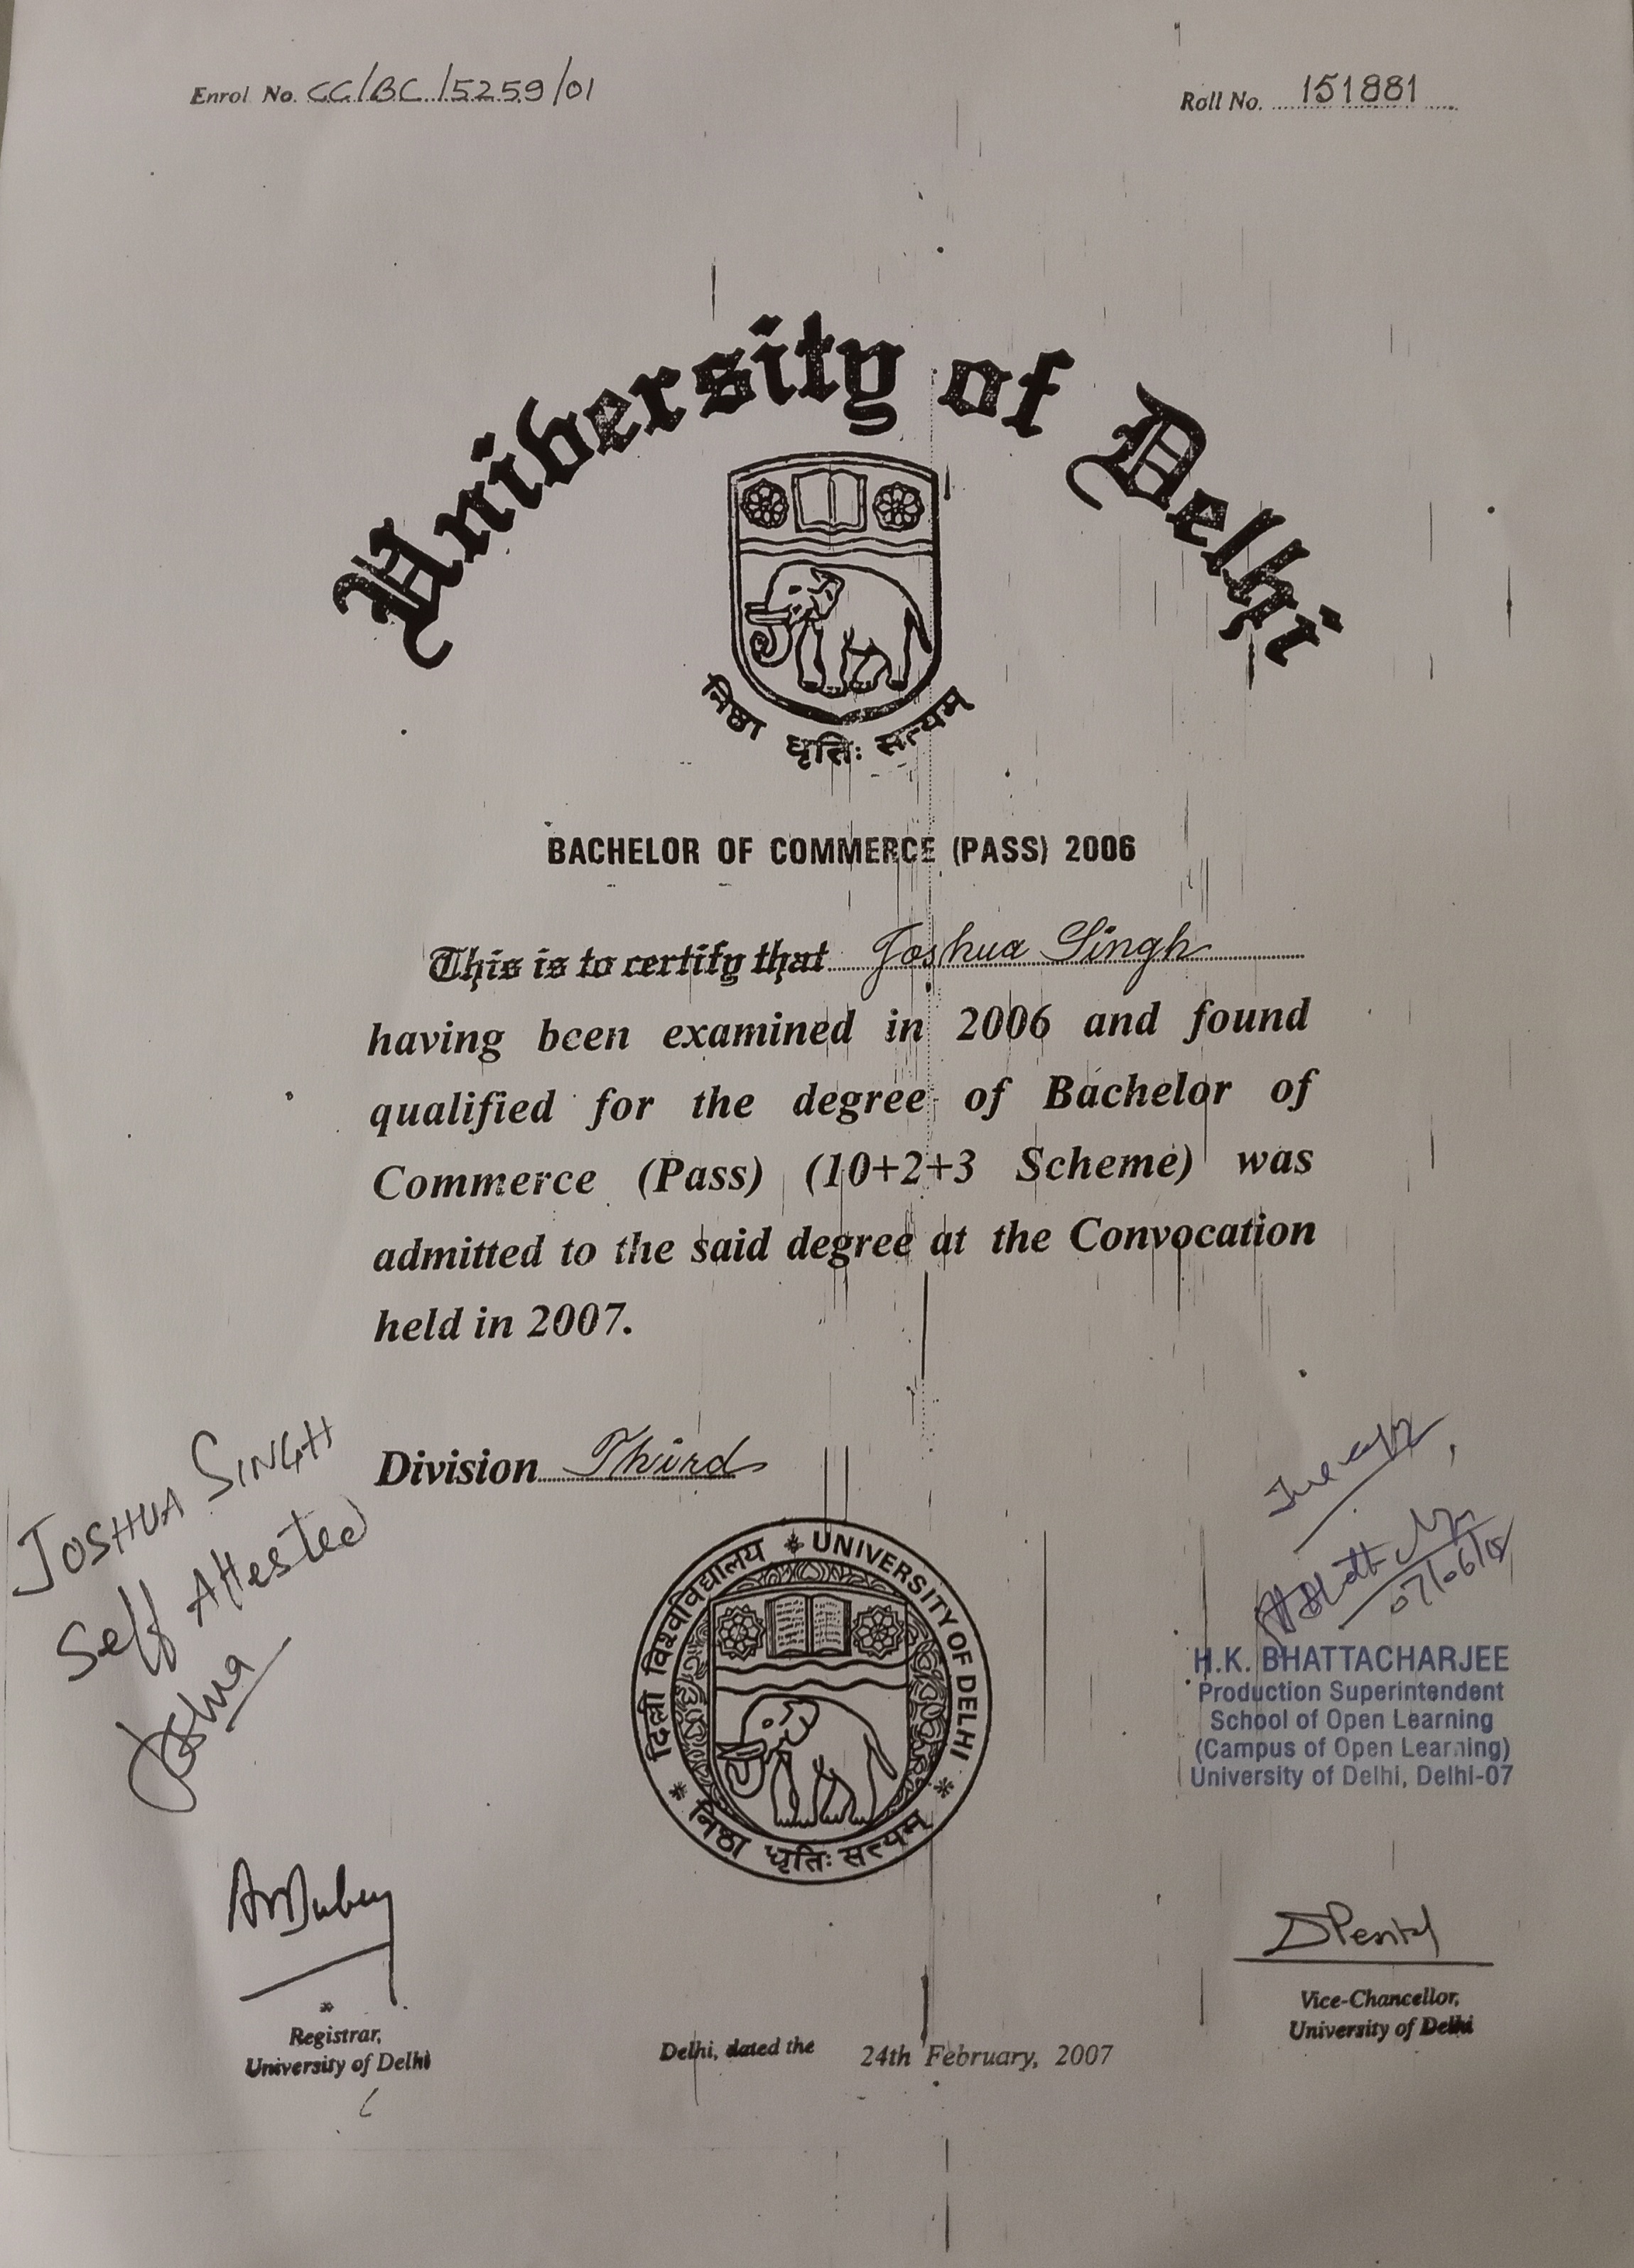 Enrol No. CC/BC/5259/01
Roll No. 151881
University of Delhi
निष्ठा धृतिः सत्यम्
BACHELOR OF COMMERCE (PASS) 2006
This is to certify that Joshua Singh
having been examined in 2006 and found
qualified for the degree of Bachelor of
Commerce (Pass) (10+2+3 Scheme) was
admitted to the said degree at the Convocation
held in 2007.
Division Third
JOSHUA SINGH
Self Attested
Joshua
दिल्ली विश्वविद्यालय UNIVERSITY OF DELHI
निष्ठा धृतिः सत्यम्
H.K. BHATTACHARJEE
Production Superintendent
School of Open Learning
(Campus of Open Learning)
University of Delhi, Delhi-07
Registrar,
University of Delhi
Delhi, dated the 24th February, 2007
Vice-Chancellor,
University of Delhi